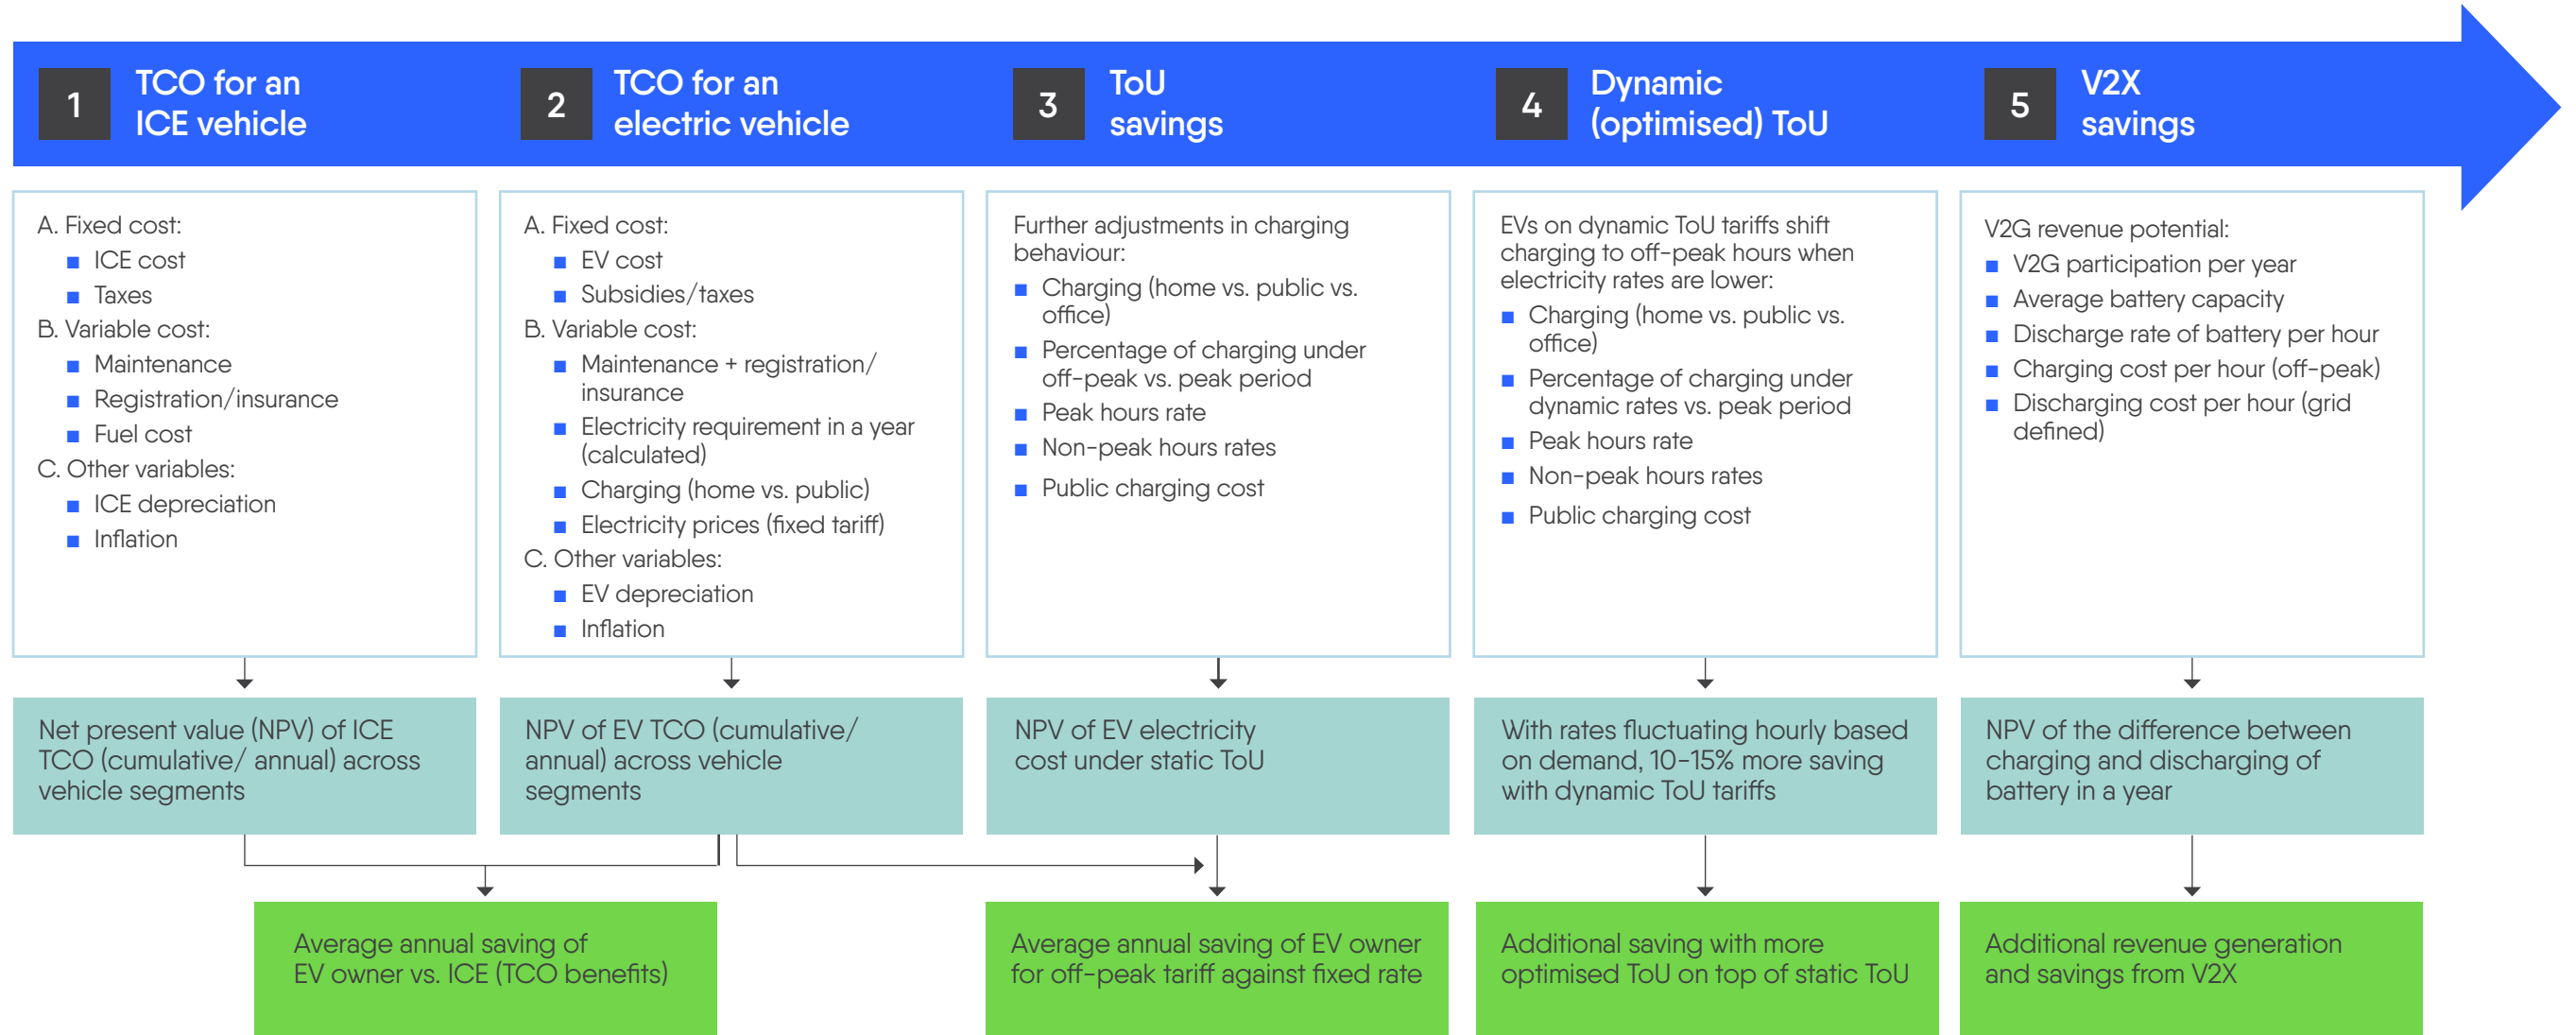 1
TCO for an
ICE vehicle
2
TCO for an
electric vehicle
3
ToU
savings
4
Dynamic
(optimised) ToU
5
V2X
savings
A. Fixed cost:
ICE cost
Taxes
B. Variable cost:
Maintenance
Registration/insurance
Fuel cost
C. Other variables:
ICE depreciation
Inflation
A. Fixed cost:
EV cost
Subsidies/taxes
B. Variable cost:
Maintenance + registration/
insurance
Electricity requirement in a year
(calculated)
Charging (home vs. public)
Electricity prices (fixed tariff)
C. Other variables:
EV depreciation
Inflation
Further adjustments in charging
behaviour:
Charging (home vs. public vs.
office)
Percentage of charging under
off-peak vs. peak period
Peak hours rate
Non-peak hours rates
Public charging cost
EVs on dynamic ToU tariffs shift
charging to off-peak hours when
electricity rates are lower:
Charging (home vs. public vs.
office)
Percentage of charging under
dynamic rates vs. peak period
Peak hours rate
Non-peak hours rates
Public charging cost
V2G revenue potential:
V2G participation per year
Average battery capacity
Discharge rate of battery per hour
Charging cost per hour (off-peak)
Discharging cost per hour (grid
defined)
Net present value (NPV) of ICE
TCO (cumulative/ annual) across
vehicle segments
NPV of EV TCO (cumulative/
annual) across vehicle
segments
NPV of EV electricity
cost under static ToU
With rates fluctuating hourly based
on demand, 10-15% more saving
with dynamic ToU tariffs
NPV of the difference between
charging and discharging of
battery in a year
Average annual saving of
EV owner vs. ICE (TCO benefits)
Average annual saving of EV owner
for off-peak tariff against fixed rate
Additional saving with more
optimised ToU on top of static ToU
Additional revenue generation
and savings from V2X